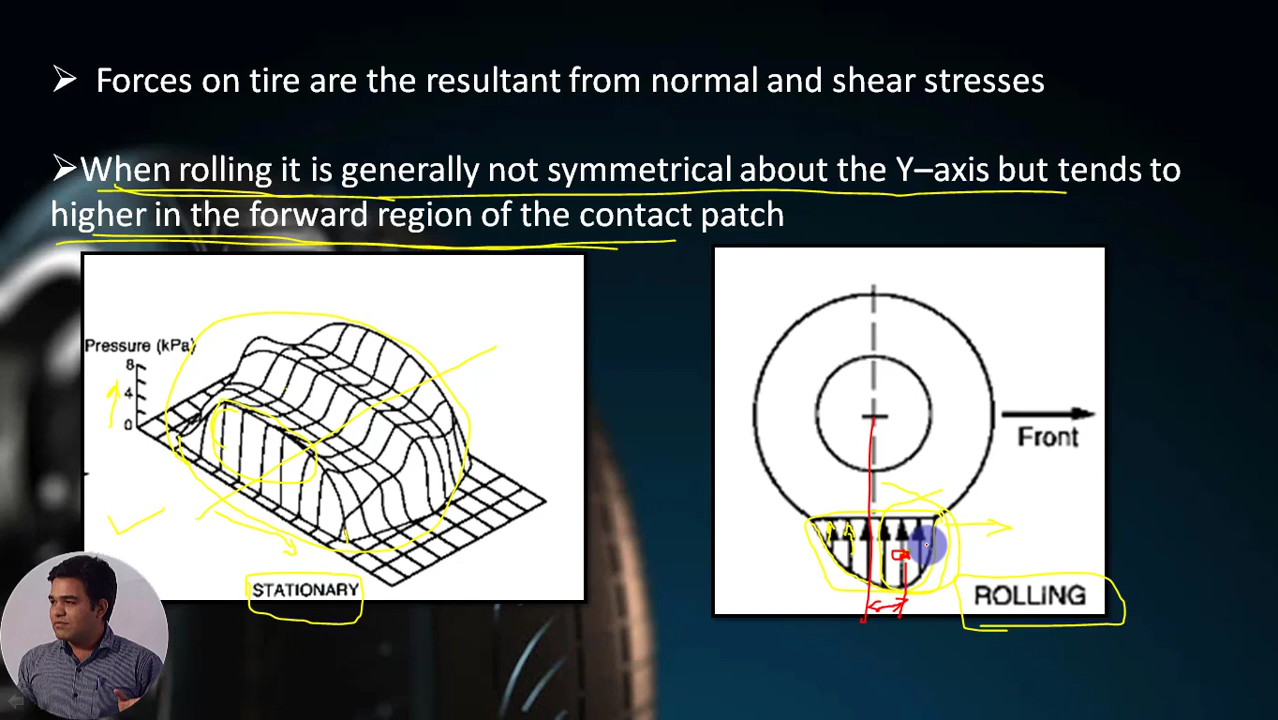 ➢ Forces on tire are the resultant from normal and shear stresses
➢When rolling it is generally not symmetrical about the Y–axis but tends to
higher in the forward region of the contact patch
Pressure (kPa)
8
4
0
STATIONARY
Front
ROLLING